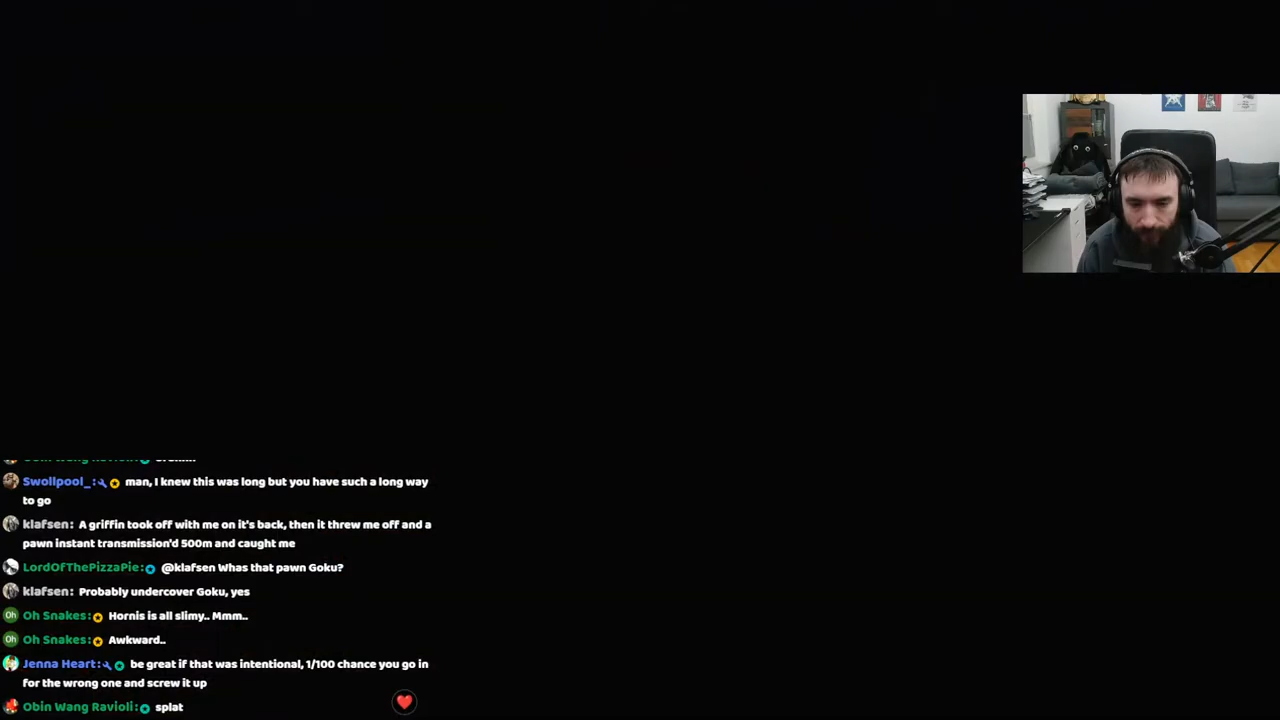 Swollpool_: man, I knew this was long but you have such a long way
to go
klafsen: A griffin took off with me on it's back, then it threw me off and a
pawn instant transmission'd 500m and caught me
LordOfThePizzaPie: @klafsen Whas that pawn Goku?
klafsen: Probably undercover Goku, yes
Oh Oh Snakes: Hornis is all slimy.. Mmm..
Oh Oh Snakes: Awkward..
Jenna Heart: be great if that was intentional, 1/100 chance you go in
for the wrong one and screw it up
Obin Wang Ravioli: splat